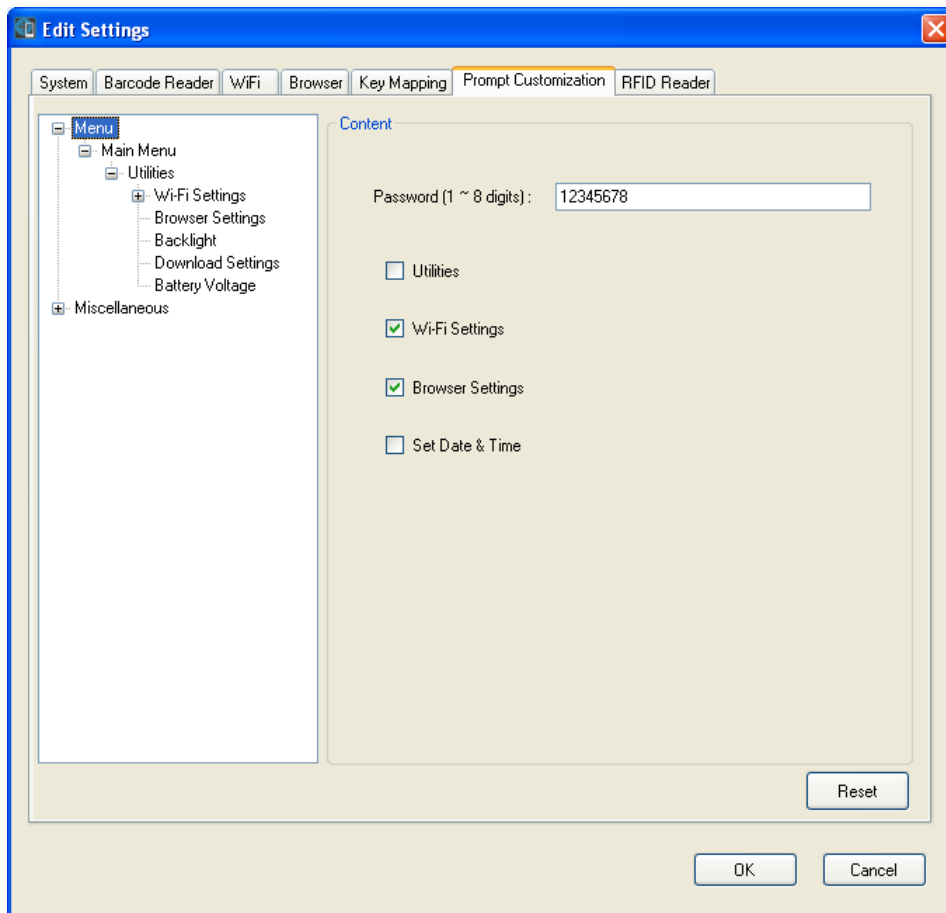 Edit Settings
System Barcode Reader WiFi Browser Key Mapping Prompt Customization RFID Reader
Menu
Main Menu
Utilities
Wi-Fi Settings
Browser Settings
Backlight
Download Settings
Battery Voltage
Miscellaneous
Content
Password (1 ~ 8 digits) : 12345678
Utilities
Wi-Fi Settings
Browser Settings
Set Date & Time
Reset
OK Cancel